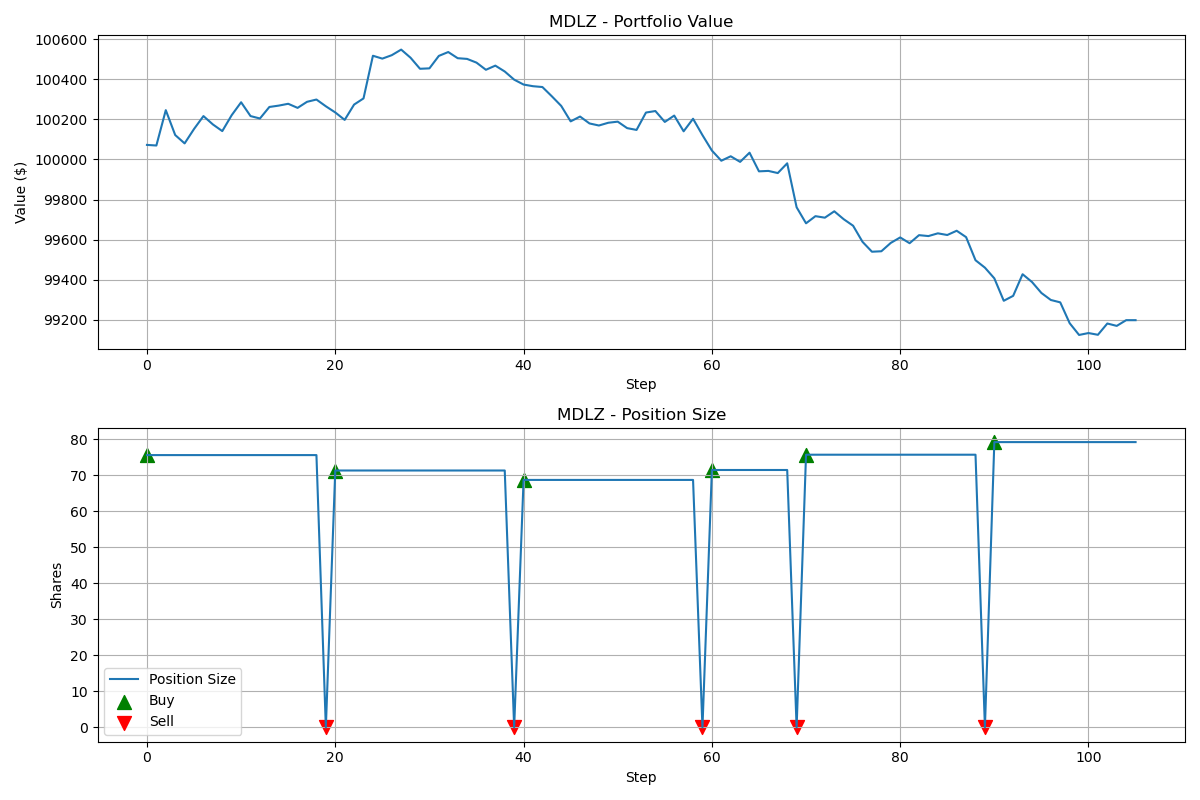 MDLZ - Portfolio Value
Value ($)
100600
100400
100200
100000
99800
99600
99400
99200
0 20 40 60 80 100
Step
MDLZ - Position Size
Shares
80
70
60
50
40
30
20
10
0
Position Size
Buy
Sell
0 20 40 60 80 100
Step